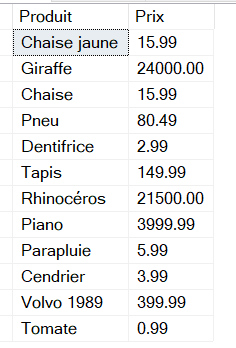 Produit Prix
Chaise jaune 15.99
Giraffe 24000.00
Chaise 15.99
Pneu 80.49
Dentifrice 2.99
Tapis 149.99
Rhinocéros 21500.00
Piano 3999.99
Parapluie 5.99
Cendrier 3.99
Volvo 1989 399.99
Tomate 0.99